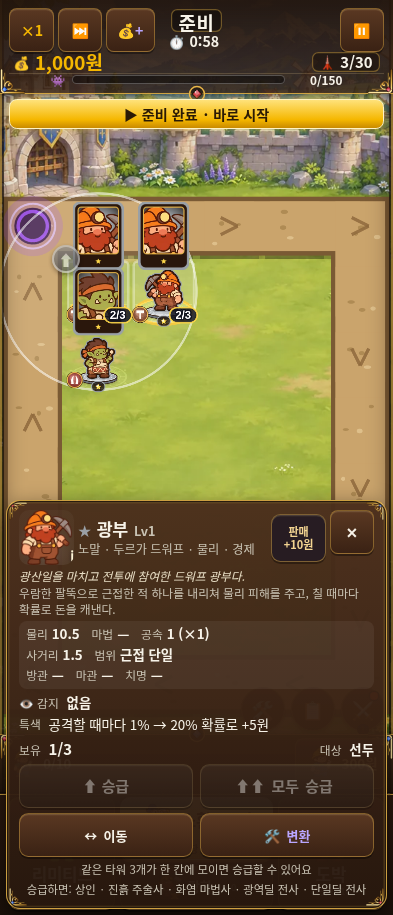 ×1
준비
0:58
1,000원
3/30
0/150
▶ 준비 완료 · 바로 시작
2/3
T
2/3
광부 Lv1
노말 · 두르가 드워프 · 물리 · 경제
판매
+10원
×
광산일을 마치고 전투에 참여한 드워프 광부다.
우람한 팔뚝으로 근접한 적 하나를 내리쳐 물리 피해를 주고, 칠 때마다
확률로 돈을 캐낸다.
물리 10.5 마법 — 공속 1 (×1)
사거리 1.5 범위 근접 단일
방관 — 마관 — 치명 —
감지 없음
특색 공격할 때마다 1% → 20% 확률로 +5원
보유 1/3 대상 선두
⬆ 승급
⬆⬆ 모두 승급
↔ 이동
변환
같은 타워 3개가 한 칸에 모이면 승급할 수 있어요
승급하면: 상인 · 진흙 주술사 · 화염 마법사 · 광역딜 전사 · 단일딜 전사